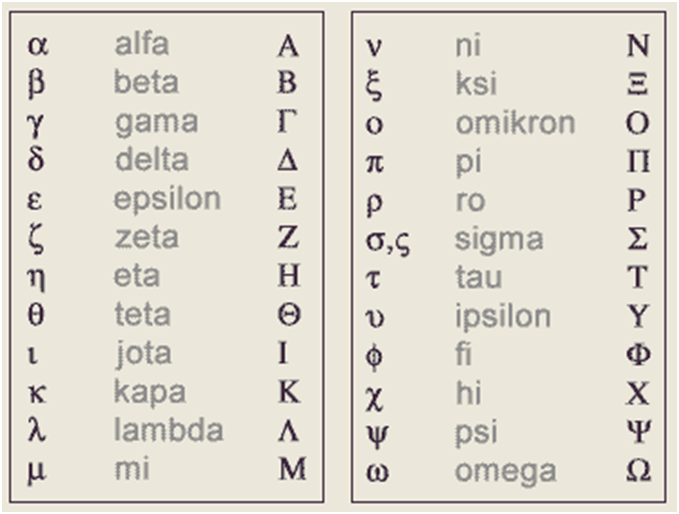 α alfa Α
β beta Β
γ gama Γ
δ delta Δ
ε epsilon Ε
ζ zeta Ζ
η eta Η
θ teta Θ
ι jota Ι
κ kapa Κ
λ lambda Λ
μ mi Μ
ν ni Ν
ξ ksi Ξ
ο omikron Ο
π pi Π
ρ ro Ρ
σ,ς sigma Σ
τ tau Τ
υ ipsilon Υ
ϕ fi Φ
χ hi Χ
ψ psi Ψ
ω omega Ω